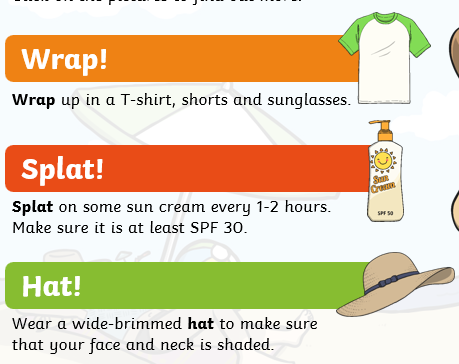 Wrap!
Wrap up in a T-shirt, shorts and sunglasses.
Splat!
Sun
Cream
SPF 50
Splat on some sun cream every 1-2 hours.
Make sure it is at least SPF 30.
Hat!
Wear a wide-brimmed hat to make sure
that your face and neck is shaded.